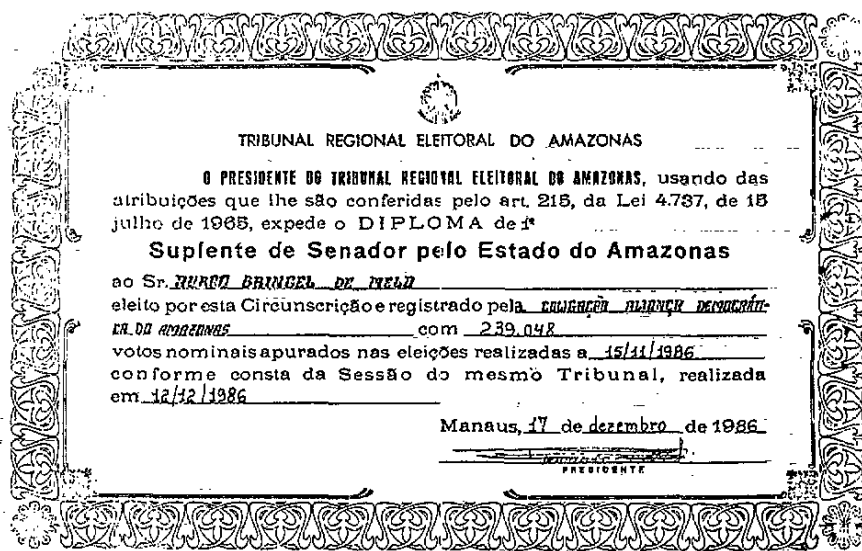 TRIBUNAL REGIONAL ELEITORAL DO AMAZONAS
O PRESIDENTE DO TRIBUNAL REGIONAL ELEITORAL DO AMAZONAS, usando das
atribuições que lhe são conferidas pelo art. 215, da Lei 4.737, de 15
julho de 1965, expede o DIPLOMA de 1º
Suplente de Senador pelo Estado do Amazonas
ao Sr. AUREO BRINGEL DE MELO
eleito por esta Circunscrição e registrado pela COLIGAÇÃO ALIANÇA DEMOCRÁTI-
CA DO AMAZONAS com 239.048
votos nominais apurados nas eleições realizadas a 15/11/1986
conforme consta da Sessão do mesmo Tribunal, realizada
em 12/12/1986
Manaus, 17 de dezembro de 1986
PRESIDENTE